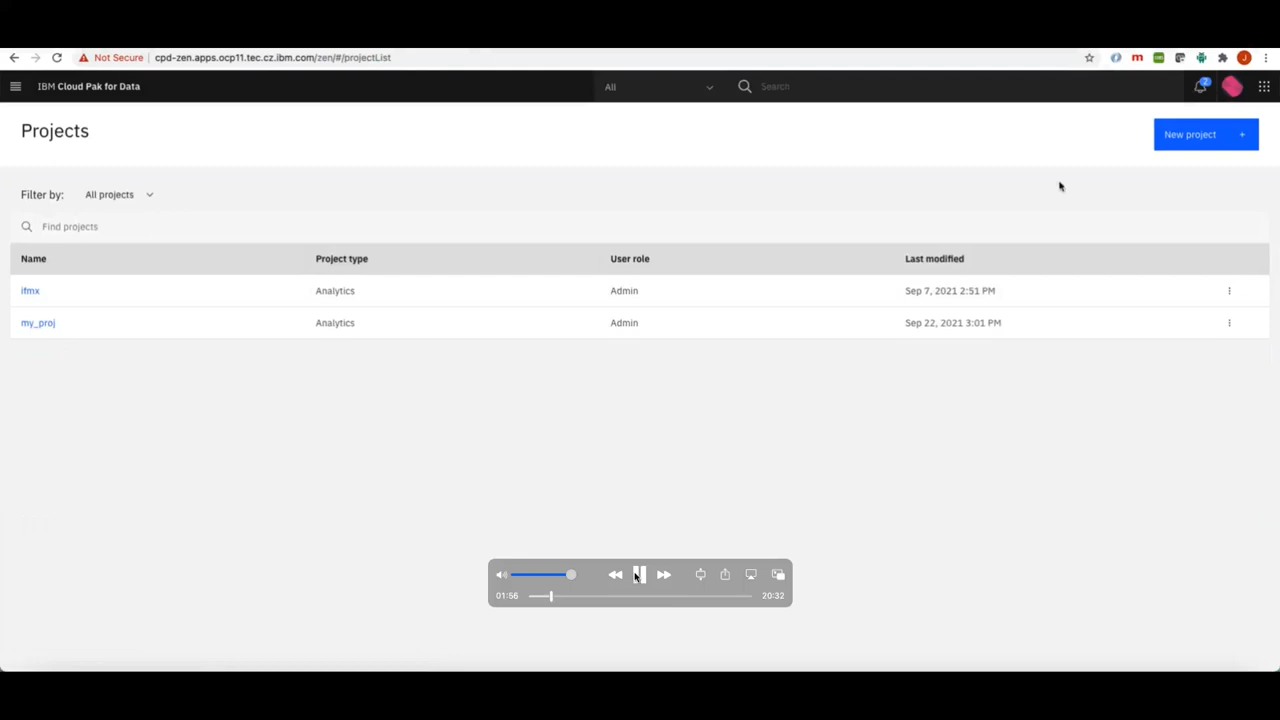 Not Secure cpd-zen.apps.ocp11.tec.cz.ibm.com/zen/#/projectList
IBM Cloud Pak for Data All Search 2
Projects
New project +
Filter by: All projects
Find projects
Name Project type User role Last modified
ifmx Analytics Admin Sep 7, 2021 2:51 PM
my_proj Analytics Admin Sep 22, 2021 3:01 PM
01:56 20:32